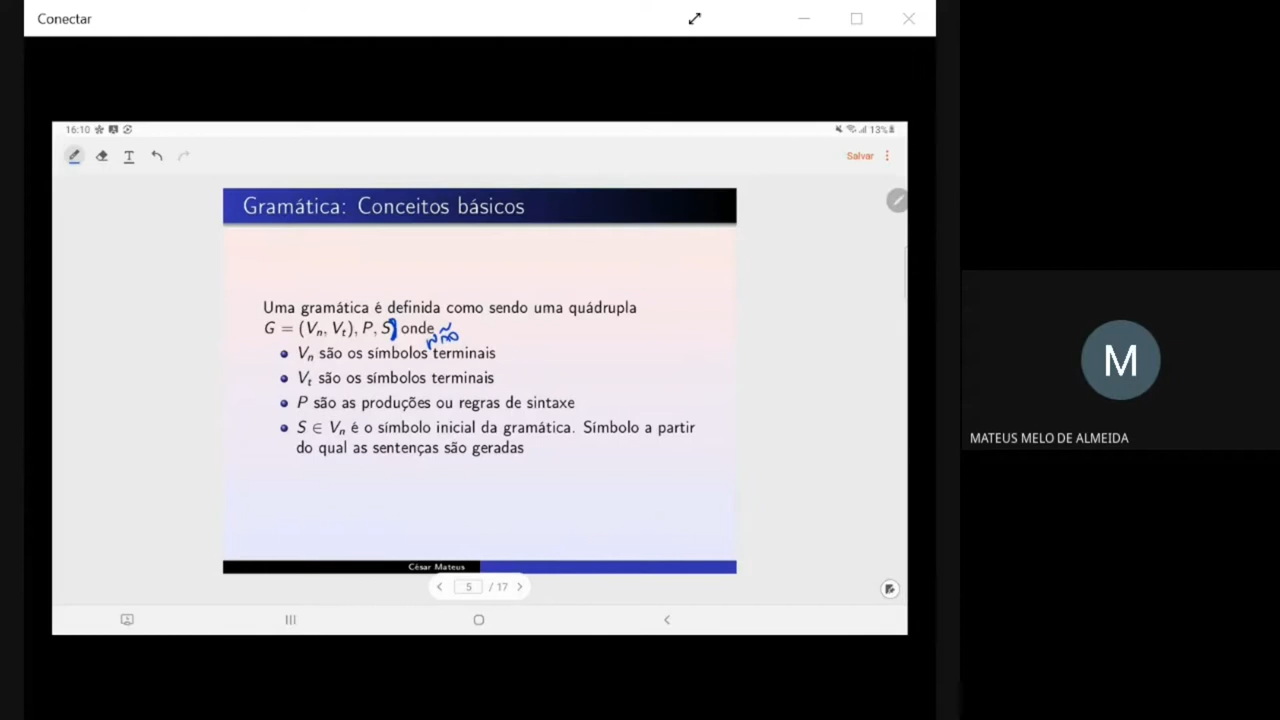 Conectar
16:10
13%
Salvar
Gramática: Conceitos básicos
Uma gramática é definida como sendo uma quádrupla
G = (Vn, Vt), P, S) onde
não
Vn são os símbolos terminais
Vt são os símbolos terminais
P são as produções ou regras de sintaxe
S ∈ Vn é o símbolo inicial da gramática. Símbolo a partir
do qual as sentenças são geradas
César Mateus
5 / 17
M
MATEUS MELO DE ALMEIDA